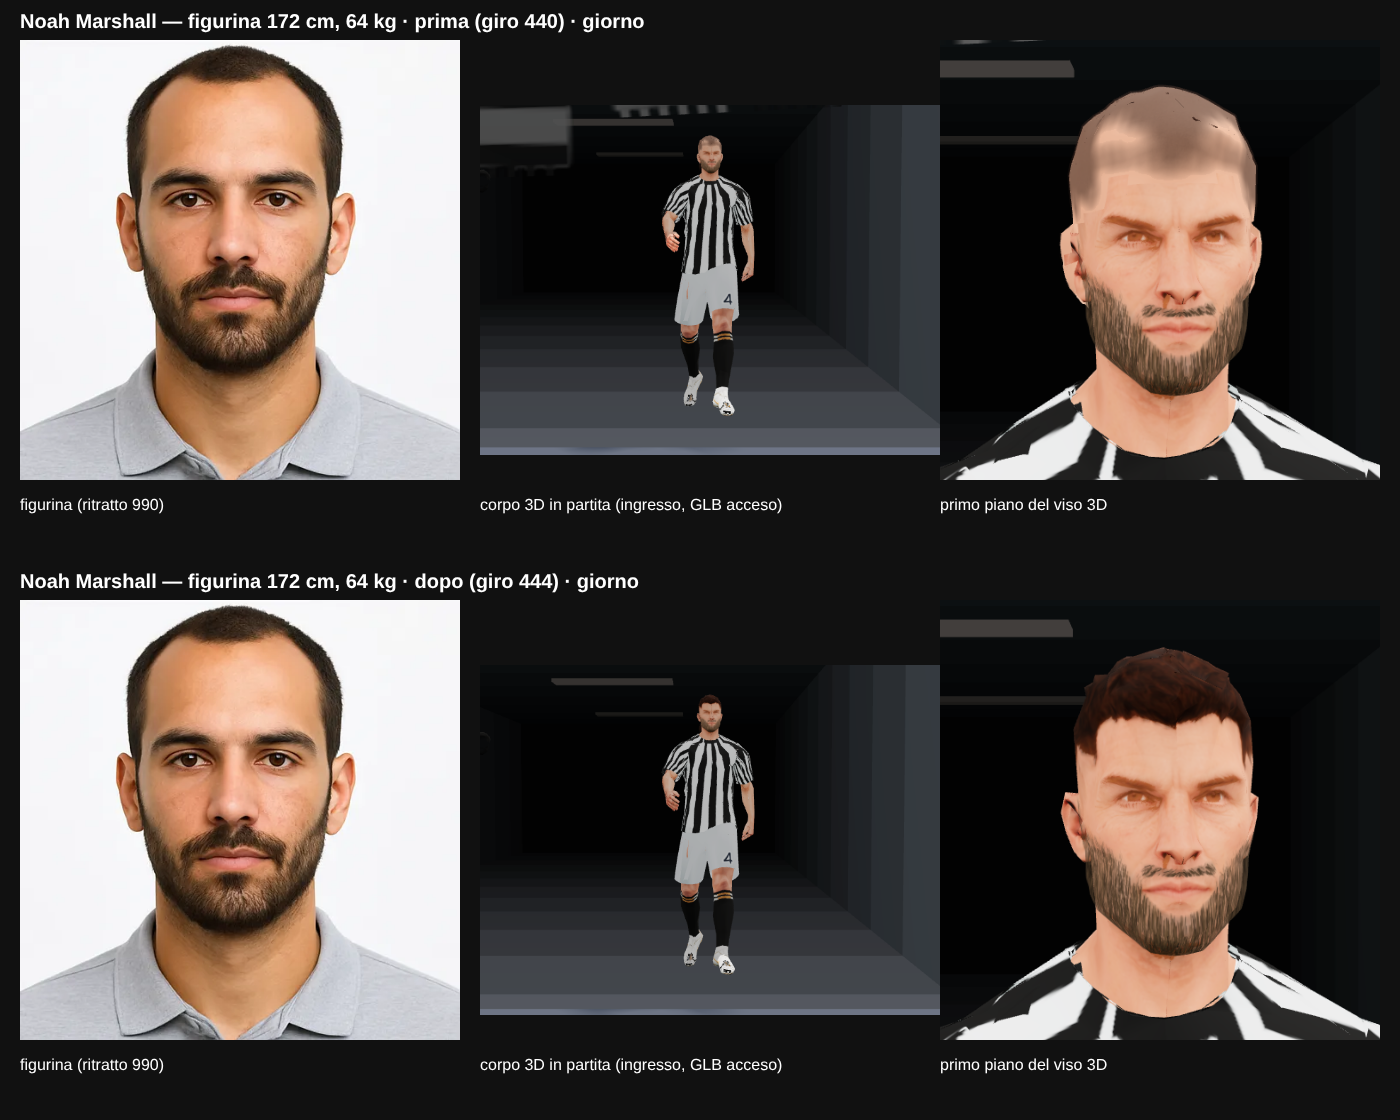 Noah Marshall — figurina 172 cm, 64 kg · prima (giro 440) · giorno
4
figurina (ritratto 990)
corpo 3D in partita (ingresso, GLB acceso)
primo piano del viso 3D
Noah Marshall — figurina 172 cm, 64 kg · dopo (giro 444) · giorno
4
figurina (ritratto 990)
corpo 3D in partita (ingresso, GLB acceso)
primo piano del viso 3D